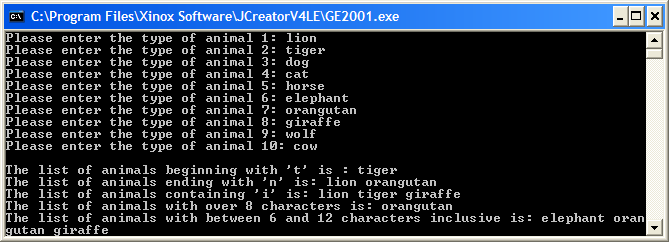 C:\Program Files\Xinox Software\JCreatorV4LE\GE2001.exe
Please enter the type of animal 1: lion
Please enter the type of animal 2: tiger
Please enter the type of animal 3: dog
Please enter the type of animal 4: cat
Please enter the type of animal 5: horse
Please enter the type of animal 6: elephant
Please enter the type of animal 7: orangutan
Please enter the type of animal 8: giraffe
Please enter the type of animal 9: wolf
Please enter the type of animal 10: cow
The list of animals beginning with 't' is : tiger
The list of animals ending with 'n' is: lion orangutan
The list of animals containing 'i' is: lion tiger giraffe
The list of animals with over 8 characters is: orangutan
The list of animals with between 6 and 12 characters inclusive is: elephant oran
gutan giraffe